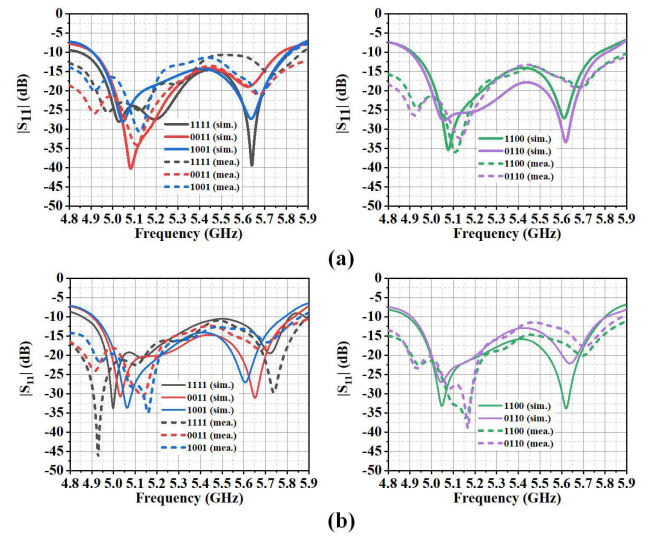 0
-5
-10
-15
-20
-25
-30
-35
-40
-45
-50
|S11| (dB)
1111 (sim.)
0011 (sim.)
1001 (sim.)
1111 (mea.)
0011 (mea.)
1001 (mea.)
4.8 4.9 5.0 5.1 5.2 5.3 5.4 5.5 5.6 5.7 5.8 5.9
Frequency (GHz)
0
-5
-10
-15
-20
-25
-30
-35
-40
-45
-50
|S11| (dB)
1100 (sim.)
0110 (sim.)
1100 (mea.)
0110 (mea.)
4.8 4.9 5.0 5.1 5.2 5.3 5.4 5.5 5.6 5.7 5.8 5.9
Frequency (GHz)
(a)
0
-5
-10
-15
-20
-25
-30
-35
-40
-45
-50
|S11| (dB)
1111 (sim.)
0011 (sim.)
1001 (sim.)
1111 (mea.)
0011 (mea.)
1001 (mea.)
4.8 4.9 5.0 5.1 5.2 5.3 5.4 5.5 5.6 5.7 5.8 5.9
Frequency (GHz)
0
-5
-10
-15
-20
-25
-30
-35
-40
-45
-50
|S11| (dB)
1100 (sim.)
0110 (sim.)
1100 (mea.)
0110 (mea.)
4.8 4.9 5.0 5.1 5.2 5.3 5.4 5.5 5.6 5.7 5.8 5.9
Frequency (GHz)
(b)